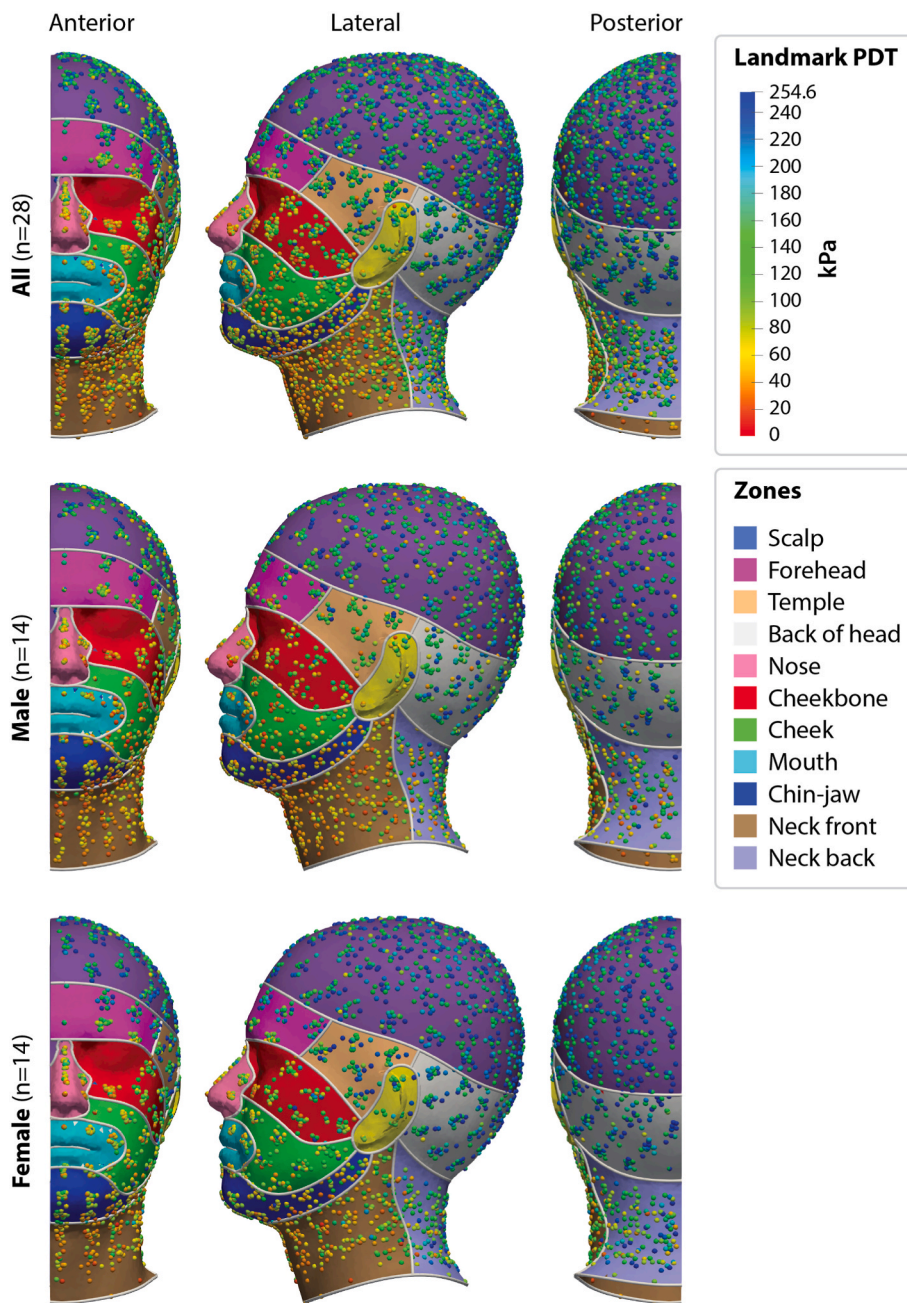 Anterior
Lateral
Posterior
All (n=28)
Male (n=14)
Female (n=14)
Landmark PDT
254.6
240
220
200
180
160
140
120
100
80
60
40
20
0
kPa
Zones
Scalp
Forehead
Temple
Back of head
Nose
Cheekbone
Cheek
Mouth
Chin-jaw
Neck front
Neck back